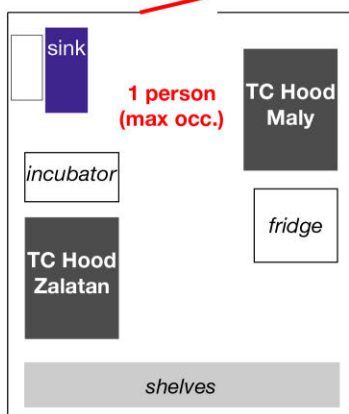 sink
1 person
(max occ.)
TC Hood
Maly
incubator
fridge
TC Hood
Zalatan
shelves